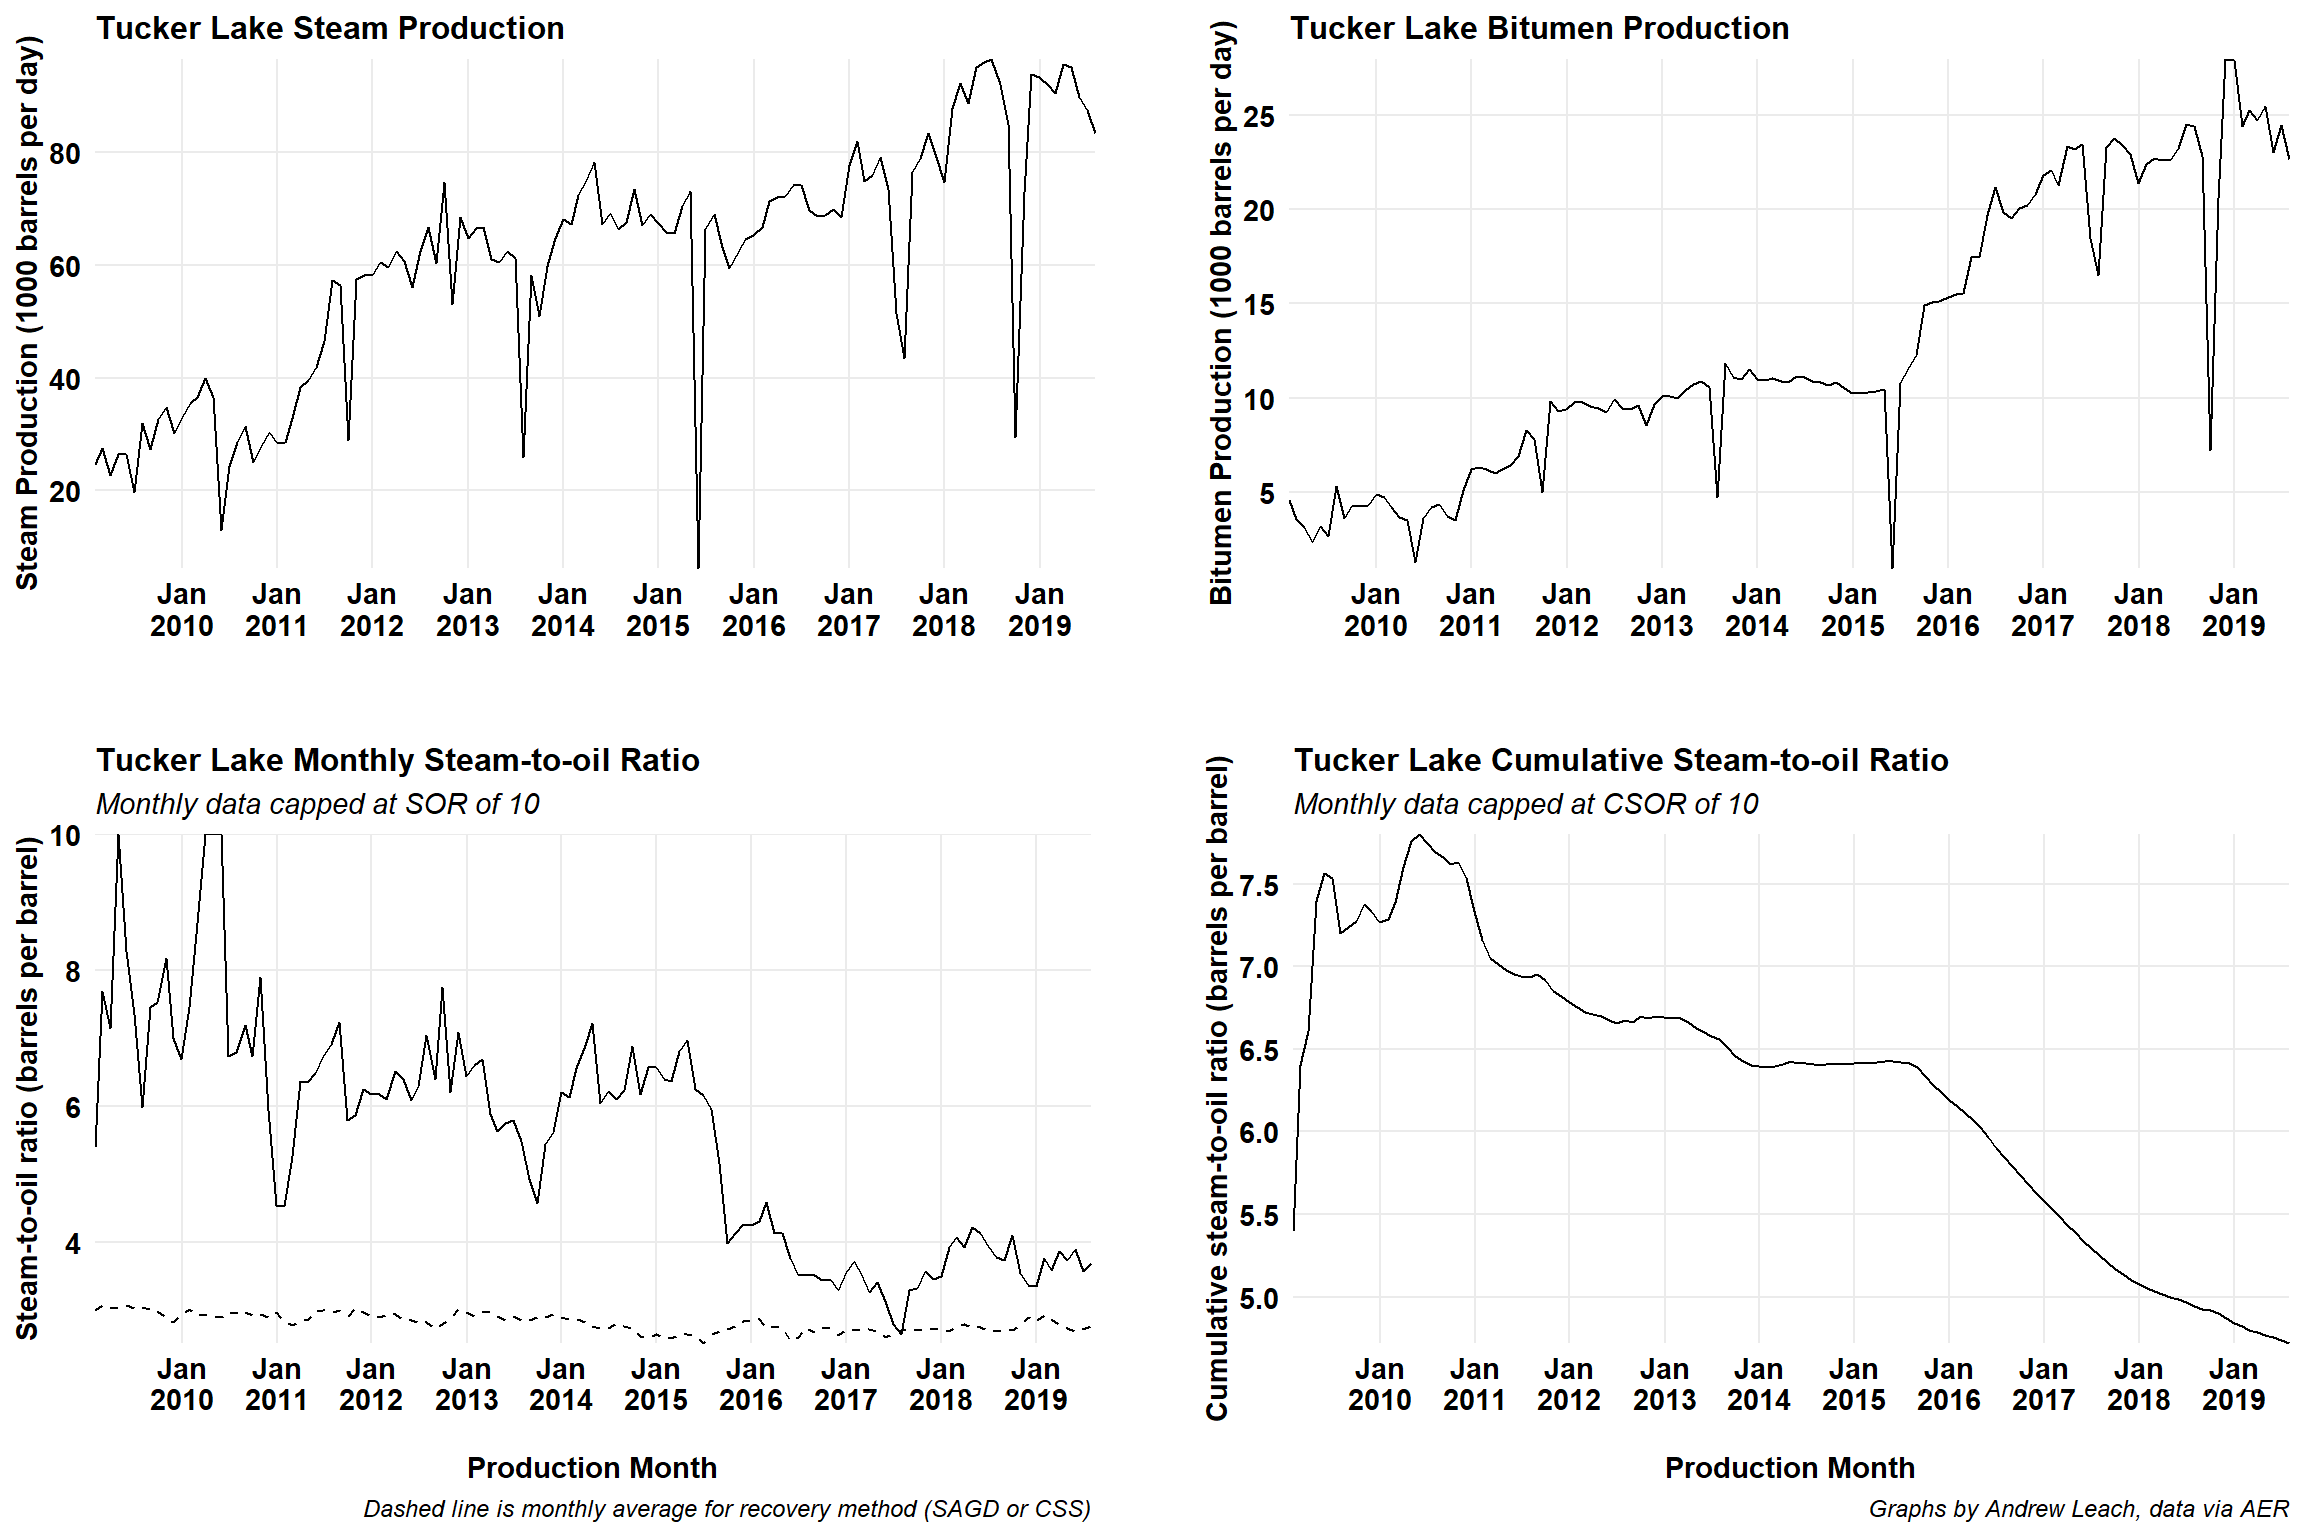 Tucker Lake Steam Production
Steam Production (1000 barrels per day)
80
60
40
20
Jan Jan Jan Jan Jan Jan Jan Jan Jan Jan
2010 2011 2012 2013 2014 2015 2016 2017 2018 2019
Tucker Lake Bitumen Production
Bitumen Production (1000 barrels per day)
25
20
15
10
5
Jan Jan Jan Jan Jan Jan Jan Jan Jan Jan
2010 2011 2012 2013 2014 2015 2016 2017 2018 2019
Tucker Lake Monthly Steam-to-oil Ratio
Monthly data capped at SOR of 10
Steam-to-oil ratio (barrels per barrel)
10
8
6
4
Jan Jan Jan Jan Jan Jan Jan Jan Jan Jan
2010 2011 2012 2013 2014 2015 2016 2017 2018 2019
Production Month
Dashed line is monthly average for recovery method (SAGD or CSS)
Tucker Lake Cumulative Steam-to-oil Ratio
Monthly data capped at CSOR of 10
Cumulative steam-to-oil ratio (barrels per barrel)
7.5
7.0
6.5
6.0
5.5
5.0
Jan Jan Jan Jan Jan Jan Jan Jan Jan Jan
2010 2011 2012 2013 2014 2015 2016 2017 2018 2019
Production Month
Graphs by Andrew Leach, data via AER